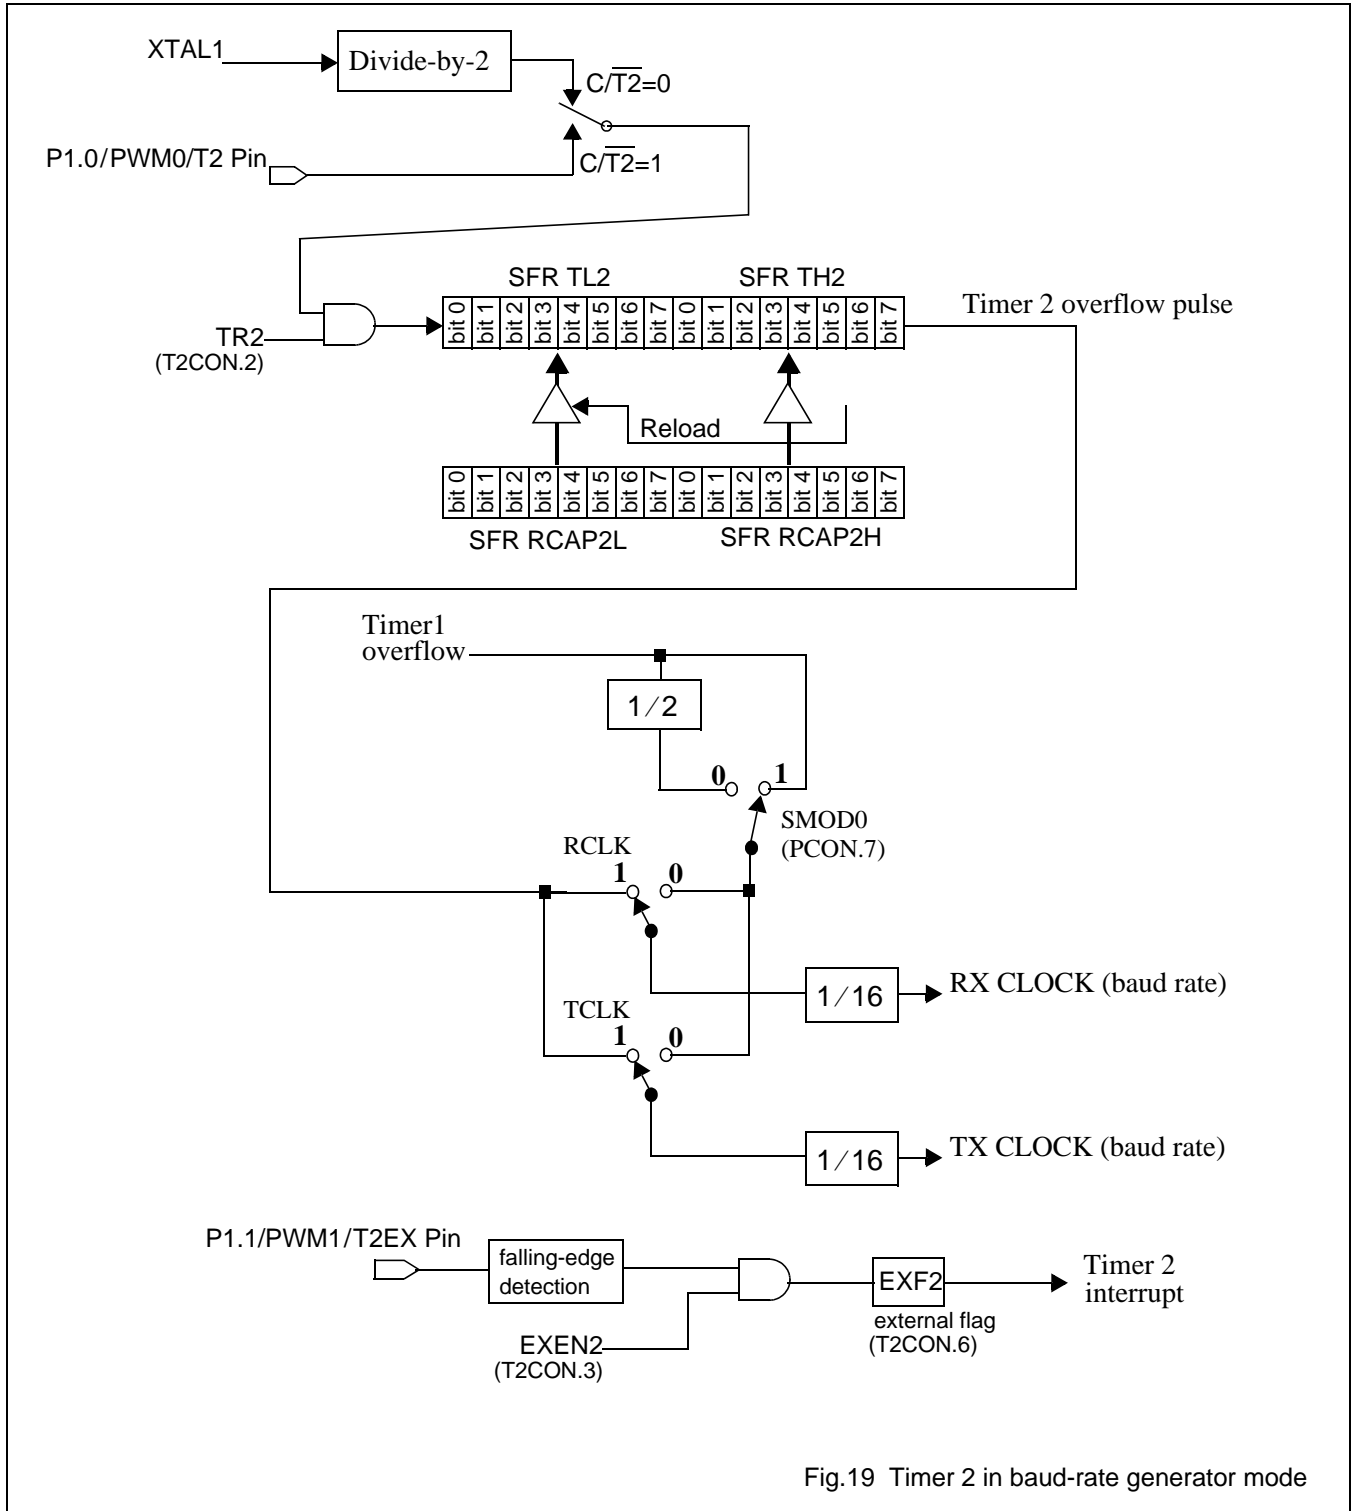 XTAL1
Divide-by-2
C/T2=0
P1.0/PWM0/T2 Pin
C/T2=1
SFR TL2 SFR TH2
bit 0 bit 1 bit 2 bit 3 bit 4 bit 5 bit 6 bit 7 bit 0 bit 1 bit 2 bit 3 bit 4 bit 5 bit 6 bit 7
Timer 2 overflow pulse
TR2
(T2CON.2)
Reload
bit 0 bit 1 bit 2 bit 3 bit 4 bit 5 bit 6 bit 7 bit 0 bit 1 bit 2 bit 3 bit 4 bit 5 bit 6 bit 7
SFR RCAP2L SFR RCAP2H
Timer1
overflow
1/2
0 1
SMOD0
(PCON.7)
RCLK
1 0
1/16
RX CLOCK (baud rate)
TCLK
1 0
1/16
TX CLOCK (baud rate)
P1.1/PWM1/T2EX Pin
falling-edge
detection
EXF2
Timer 2
interrupt
external flag
(T2CON.6)
EXEN2
(T2CON.3)
Fig.19 Timer 2 in baud-rate generator mode